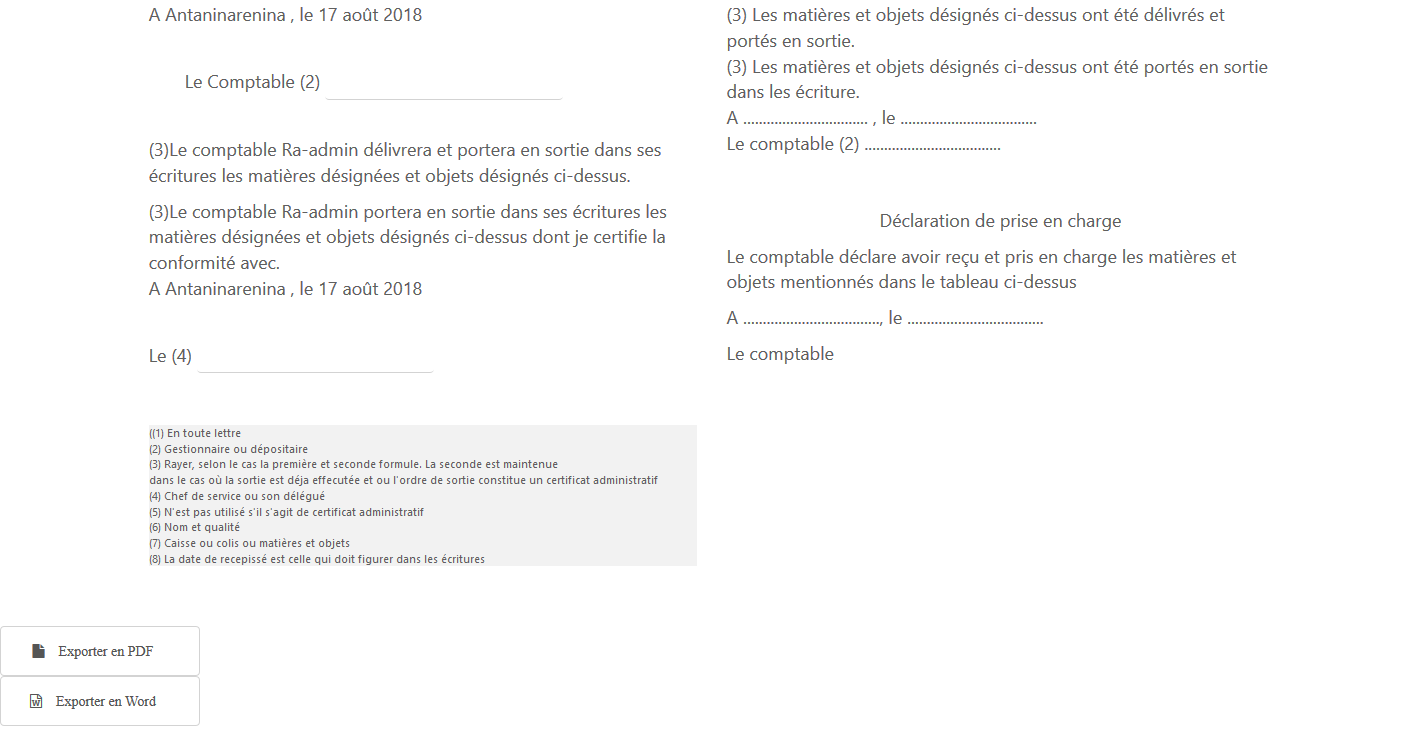 A Antaninarenina , le 17 août 2018
Le Comptable (2)
(3)Le comptable Ra-admin délivrera et portera en sortie dans ses
écritures les matières désignées et objets désignés ci-dessus.
(3)Le comptable Ra-admin portera en sortie dans ses écritures les
matières désignées et objets désignés ci-dessus dont je certifie la
conformité avec.
A Antaninarenina , le 17 août 2018
Le (4)
((1) En toute lettre
(2) Gestionnaire ou dépositaire
(3) Rayer, selon le cas la première et seconde formule. La seconde est maintenue
dans le cas où la sortie est déja effecutée et ou l'ordre de sortie constitue un certificat administratif
(4) Chef de service ou son délégué
(5) N'est pas utilisé s'il s'agit de certificat administratif
(6) Nom et qualité
(7) Caisse ou colis ou matières et objets
(8) La date de recepissé est celle qui doit figurer dans les écritures
(3) Les matières et objets désignés ci-dessus ont été délivrés et
portés en sortie.
(3) Les matières et objets désignés ci-dessus ont été portés en sortie
dans les écriture.
A ................................ , le ...................................
Le comptable (2) ...................................
Déclaration de prise en charge
Le comptable déclare avoir reçu et pris en charge les matières et
objets mentionnés dans le tableau ci-dessus
A ..................................., le ...................................
Le comptable
Exporter en PDF
Exporter en Word